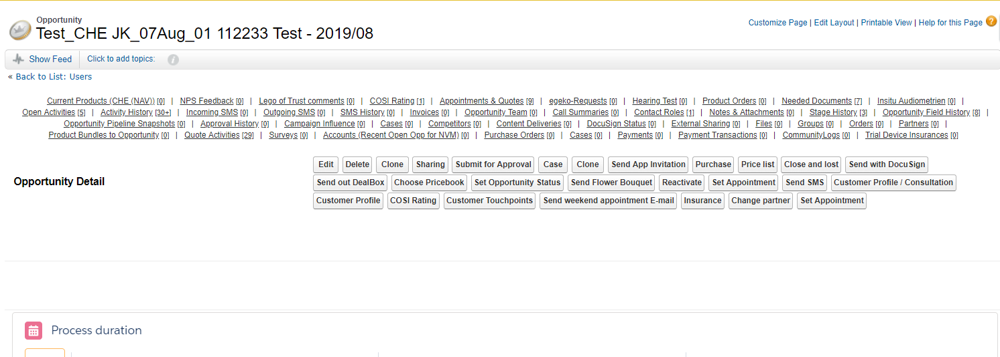 Opportunity
Test_CHE JK_07Aug_01 112233 Test - 2019/08
Customize Page | Edit Layout | Printable View | Help for this Page ?
Show Feed Click to add topics: i
« Back to List: Users
Current Products (CHE (NAV)) [0] | NPS Feedback [0] | Lego of Trust comments [0] | COSI Rating [1] | Appointments & Quotes [9] | egeko-Requests [0] | Hearing Test [0] | Product Orders [0] | Needed Documents [7] | Insitu Audiometrien [0] |
Open Activities [5] | Activity History [30+] | Incoming SMS [0] | Outgoing SMS [0] | SMS History [0] | Invoices [0] | Opportunity Team [0] | Call Summaries [0] | Contact Roles [1] | Notes & Attachments [0] | Stage History [3] | Opportunity Field History [8] |
Opportunity Pipeline Snapshots [0] | Approval History [0] | Campaign Influence [0] | Cases [0] | Competitors [0] | Content Deliveries [0] | DocuSign Status [0] | External Sharing [0] | Files [0] | Groups [0] | Orders [0] | Partners [0] |
Product Bundles to Opportunity [0] | Quote Activities [29] | Surveys [0] | Accounts (Recent Open Opp for NVM) [0] | Purchase Orders [0] | Cases [0] | Payments [0] | Payment Transactions [0] | CommunityLogs [0] | Trial Device Insurances [0]
Opportunity Detail
Edit Delete Clone Sharing Submit for Approval Case Clone Send App Invitation Purchase Price list Close and lost Send with DocuSign
Send out DealBox Choose Pricebook Set Opportunity Status Send Flower Bouquet Reactivate Set Appointment Send SMS Customer Profile / Consultation
Customer Profile COSI Rating Customer Touchpoints Send weekend appointment E-mail Insurance Change partner Set Appointment
Process duration